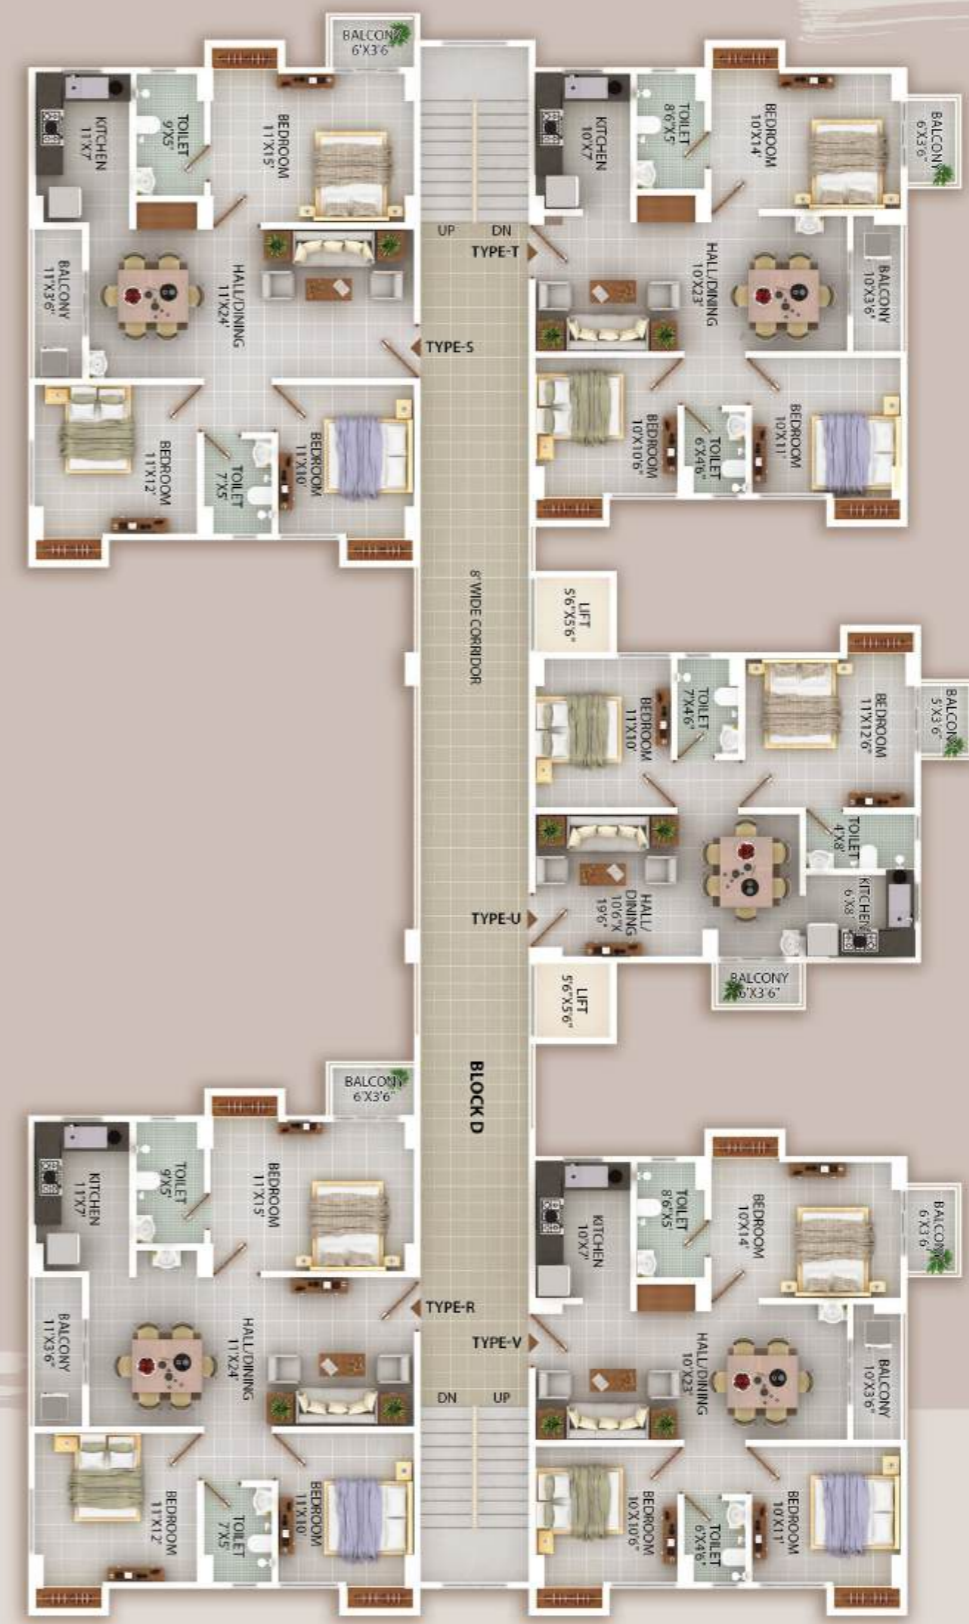 BALCONY
6'X3'6"
KITCHEN
11'X7'
TOILET
9'X5'
BEDROOM
11'X15'
BALCONY
11'X3'6"
HALL/DINING
11'X24'
TYPE-S
BEDROOM
11'X12'
TOILET
7'X5'
BEDROOM
11'X10'
UP
DN
TYPE-T
KITCHEN
10'X7'
TOILET
8'6"X5'
BEDROOM
10'X14'
BALCONY
6'X3'6"
HALL/DINING
10'X23'
BALCONY
10'X3'6"
BEDROOM
10'X10'6"
TOILET
6'X4'6"
BEDROOM
10'X11'
8' WIDE CORRIDOR
LIFT
5'6"X5'6"
BEDROOM
11'X10'
TOILET
7'X4'6"
BEDROOM
11'X12'6"
BALCONY
5'X3'6"
TOILET
4'X8'
KITCHEN
6'X8'
HALL/
DINING
10'6"X
19'6"
TYPE-U
BALCONY
6'X3'6"
LIFT
5'6"X5'6"
BLOCK D
BALCONY
6'X3'6"
KITCHEN
11'X7'
TOILET
9'X5'
BEDROOM
11'X15'
TYPE-R
BALCONY
11'X3'6"
HALL/DINING
11'X24'
BEDROOM
11'X12'
TOILET
7'X5'
BEDROOM
11'X10'
DN
UP
KITCHEN
10'X7'
TOILET
8'6"X5'
BEDROOM
10'X14'
BALCONY
6'X3'6"
TYPE-V
HALL/DINING
10'X23'
BALCONY
10'X3'6"
BEDROOM
10'X10'6"
TOILET
6'X4'6"
BEDROOM
10'X11'